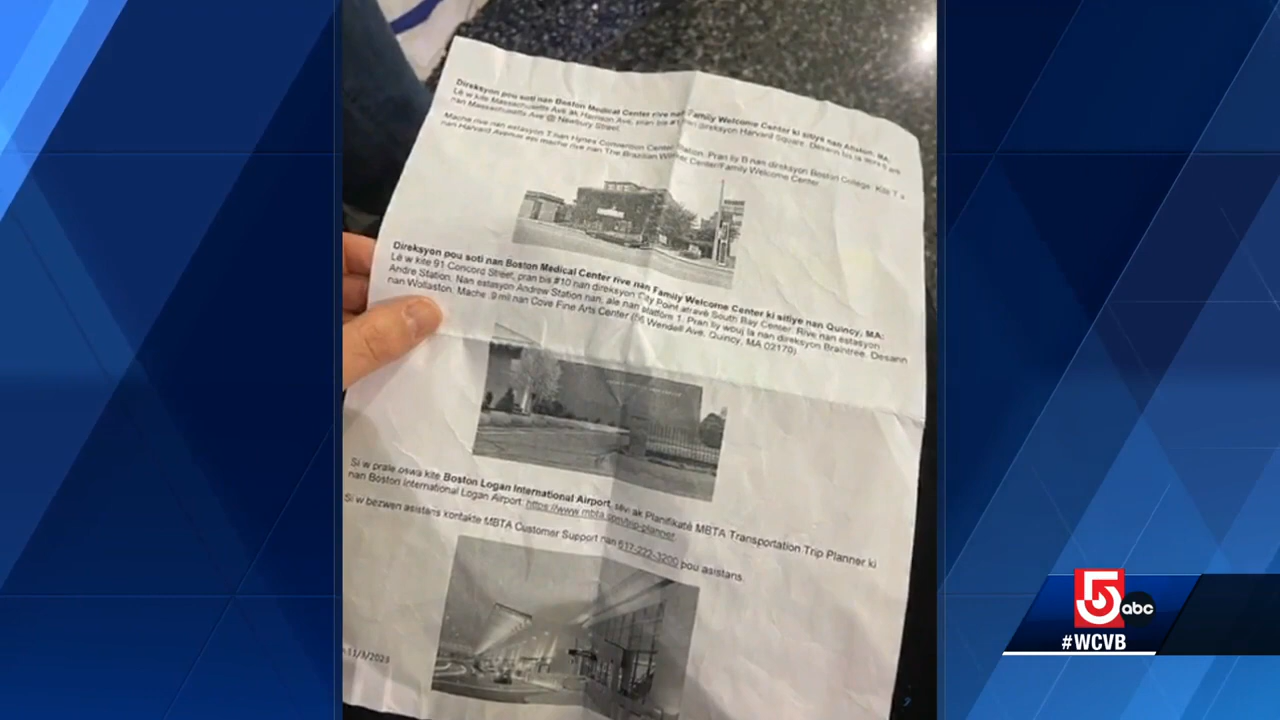 Direksyon pou soti nan Boston Medical Center rive nan Family Welcome Center ki sitiye nan Allston, MA:
Lè w kite Massachusetts Ave ak Harrison Ave, pran bis #1 nan direksyon Harvard Square. Desann bis la
nan Massachusetts Ave @ Newbury Street.
Mache rive nan estasyon T nan Hynes Convention Center Station. Pran liy B nan direksyon Boston College. Kite T a
nan Harvard Avenue epi mache rive nan The Brazilian Worker Center/Family Welcome Center.
Direksyon pou soti nan Boston Medical Center rive nan Family Welcome Center ki sitiye nan Quincy, MA:
Lè w kite 91 Concord Street, pran bis #10 nan direksyon City Point atravè South Bay Center. Rive nan estasyon
Andre Station. Nan estasyon Andrew Station nan, ale nan platfòm 1. Pran liy wouj la nan direksyon Braintree. Desann
nan Wollaston. Mache .9 mil nan Cove Fine Arts Center (56 Wendell Ave, Quincy, MA 02170)
Si w prale oswa kite Boston Logan International Airport, sèvi ak Planifikatè MBTA Transportation Trip Planner ki
nan Boston International Logan Airport: https://www.mbta.com/trip-planner.
Si w bezwen asistans kontakte MBTA Customer Support nan 617-222-3200 pou asistans.
11/3/2023
5 abc
#WCVB